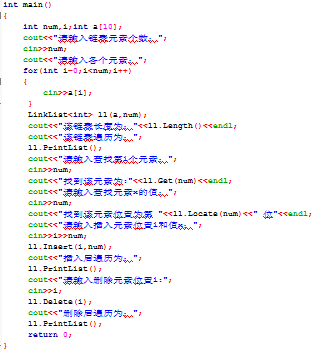 int main()
{
int num,i;int a[10];
cout<<"请输入链表元素个数：";
cin>>num;
cout<<"请输入各个元素：";
for(int i=0;i<num;i++)
{
cin>>a[i];
}
LinkList<int> ll(a,num);
cout<<"该链表长度为："<<ll.Length()<<endl;
cout<<"该链表遍历为：";
ll.PrintList();
cout<<"请输入查找第i个元素：";
cin>>num;
cout<<"找到该元素为:"<<ll.Get(num)<<endl;
cout<<"请输入查找元素x的值：";
cin>>num;
cout<<"找到该元素位置为第 "<<ll.Locate(num)<<" 位"<<endl;
cout<<"请输入插入元素位置i和值x：";
cin>>i>>num;
ll.Insert(i,num);
cout<<"插入后遍历为：";
ll.PrintList();
cout<<"请输入删除元素位置i:";
cin>>i;
ll.Delete(i);
cout<<"删除后遍历为：";
ll.PrintList();
return 0;
}